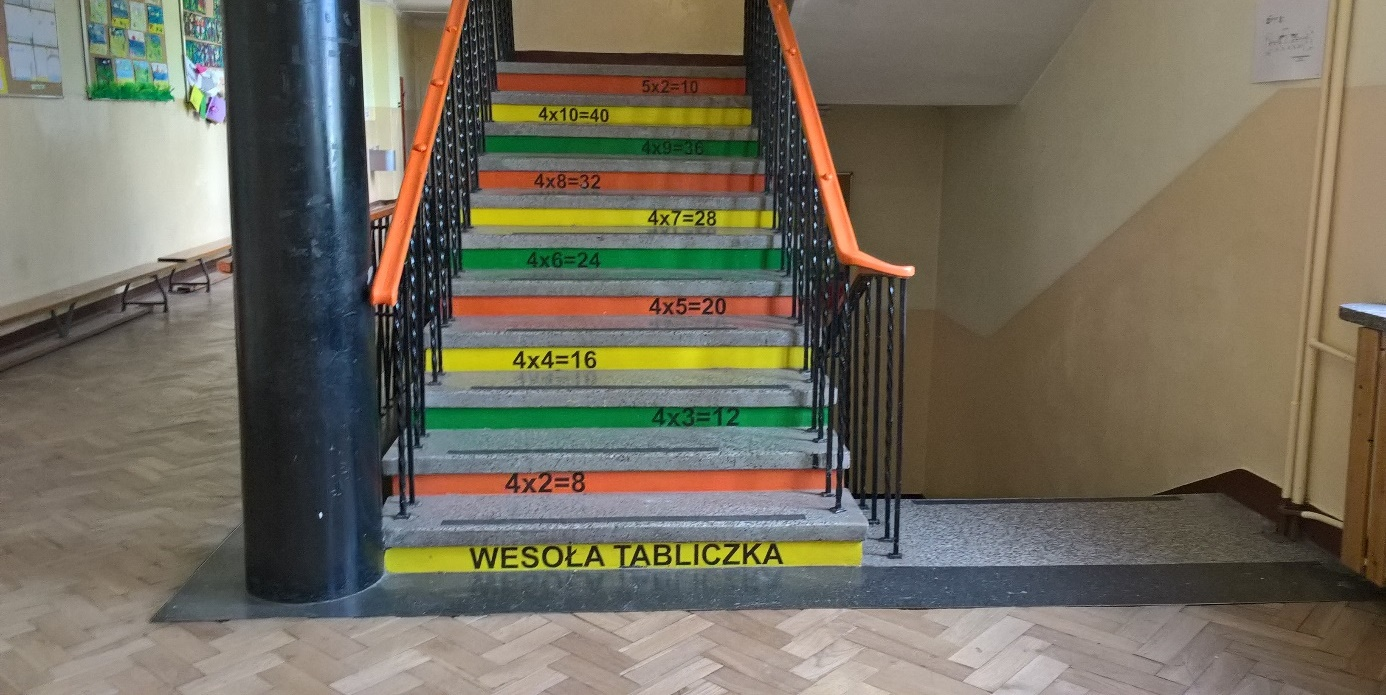 5x2=10
4x10=40
4x9=36
4x8=32
4x7=28
4x6=24
4x5=20
4x4=16
4x3=12
4x2=8
WESOŁA TABLICZKA